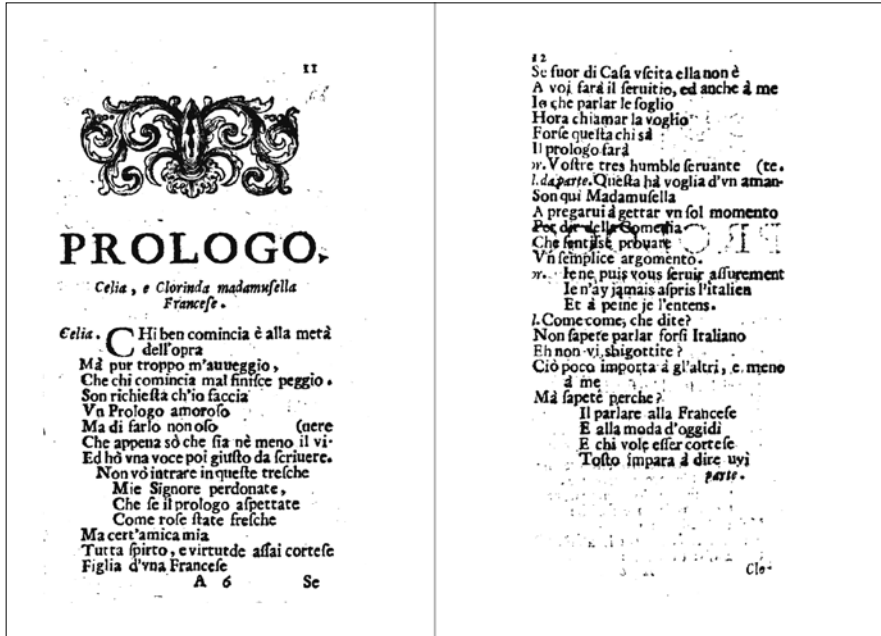 11
PROLOGO,
Celia, e Clorinda madamuſella
Franceſe.
Celia. CHi ben comincia è alla metà
dell'opra
Mà pur troppo m'auueggio,
Che chi comincia mal finiſce peggio.
Son richieſta ch'io faccia
Vn Prologo amoroſo
Ma di farlo non oſo (uere
Che appena sò che ſia nè meno il vi-
Ed hò vna voce poi giuſto da ſcriuere.
Non vò intrare in queſte treſche
Mie Signore perdonate,
Che ſe il prologo aſpettate
Come roſe ſtate freſche
Ma cert'amica mia
Tutta ſpirto, e virtutde aſſai corteſe
Figlia d'vna Franceſe
A 6 Se
12
Se fuor di Caſa vſcita ella non è
A voi farà il ſeruitio, ed anche à me
Io che parlar le ſoglio
Hora chiamar la voglio
Forſe queſta chi sà
Il prologo farà
or. Voſtre tres humble ſeruante (te.
l. da parte. Queſta hà voglia d'vn aman-
Son qui Madamuſella
A pregarui à gettar vn ſol momento
Per dir della Comedia
Che
Vn ſemplice argomento.
or. Ie ne puis vous ſeruir aſſurement
Ie n'ay jamais aſpris l'italien
Et à peine je l'entens.
l. Come come, che dite?
Non ſapete parlar forſi Italiano
Eh non vi sbigottite?
Ciò poco importa à gl'altri, e meno
à me
Mà ſapete perche?
Il parlare alla Franceſe
E alla moda d'oggidi
E chi vole eſſer corteſe
Toſto impara à dire uyi
parte.
Clo-